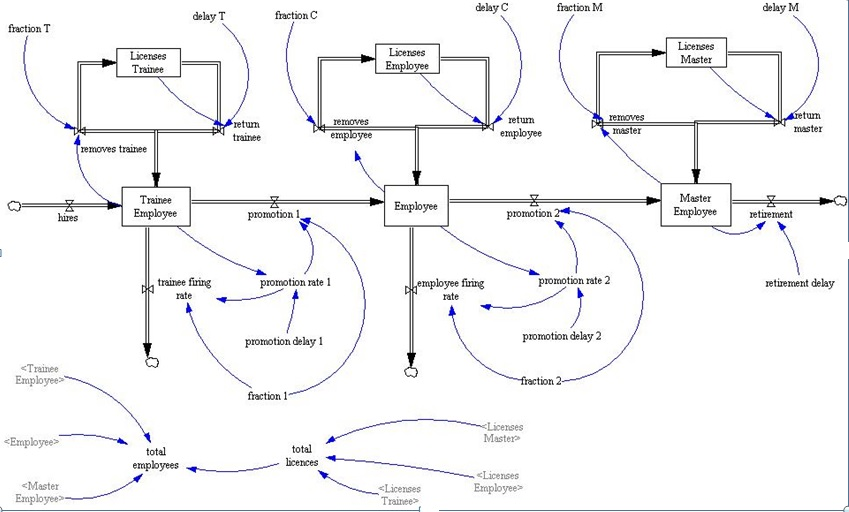 fraction T
delay T
fraction C
delay C
fraction M
delay M
Licenses
Trainee
Licenses
Employee
Licenses
Master
removes trainee
return
trainee
removes
employee
return
employee
removes
master
return
master
hires
Trainee
Employee
promotion 1
Employee
promotion 2
Master
Employee
retirement
trainee firing
rate
promotion rate 1
promotion delay 1
fraction 1
employee firing
rate
promotion rate 2
promotion delay 2
fraction 2
retirement delay
<Trainee
Employee>
<Employee>
<Master
Employee>
total
employees
total
licences
<Licenses
Master>
<Licenses
Employee>
<Licenses
Trainee>